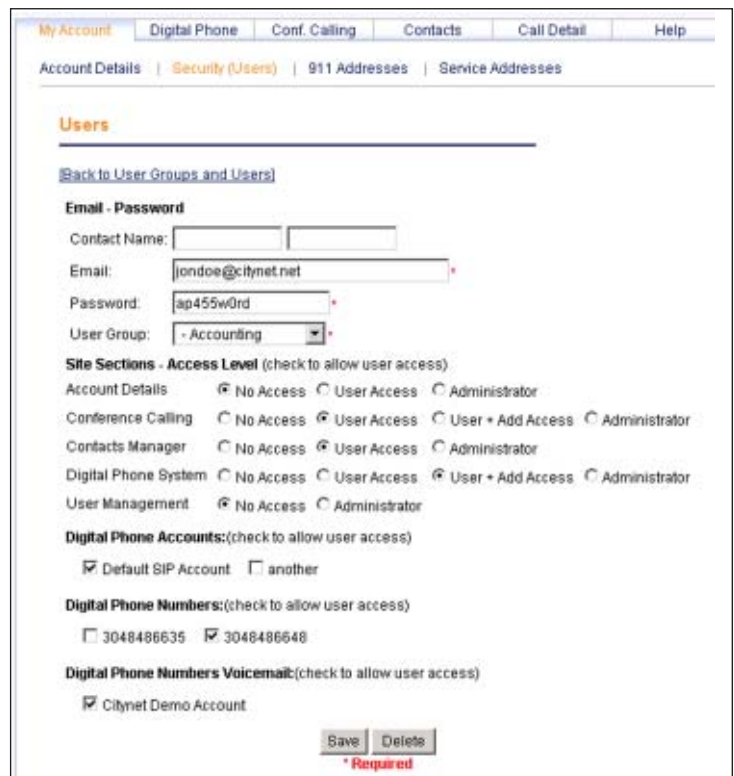 My Account Digital Phone Conf. Calling Contacts Call Detail Help
Account Details | Security (Users) | 911 Addresses | Service Addresses
Users
[Back to User Groups and Users]
Email - Password
Contact Name:
Email: jondoe@citynet.net *
Password: ap455w0rd *
User Group: - Accounting *
Site Sections - Access Level (check to allow user access)
Account Details No Access User Access Administrator
Conference Calling No Access User Access User + Add Access Administrator
Contacts Manager No Access User Access Administrator
Digital Phone System No Access User Access User + Add Access Administrator
User Management No Access Administrator
Digital Phone Accounts:(check to allow user access)
Default SIP Account another
Digital Phone Numbers:(check to allow user access)
3048486635 3048486648
Digital Phone Numbers Voicemail:(check to allow user access)
Citynet Demo Account
Save Delete
* Required